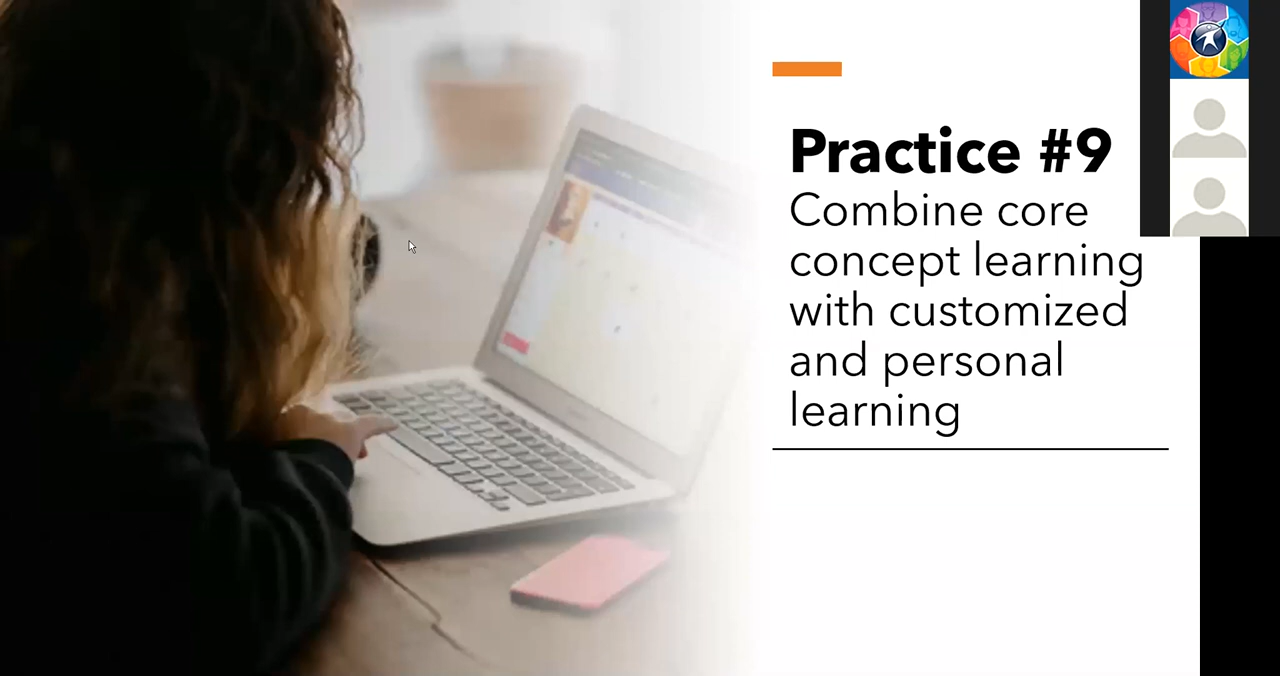 Practice #9
Combine core
concept learning
with customized
and personal
learning